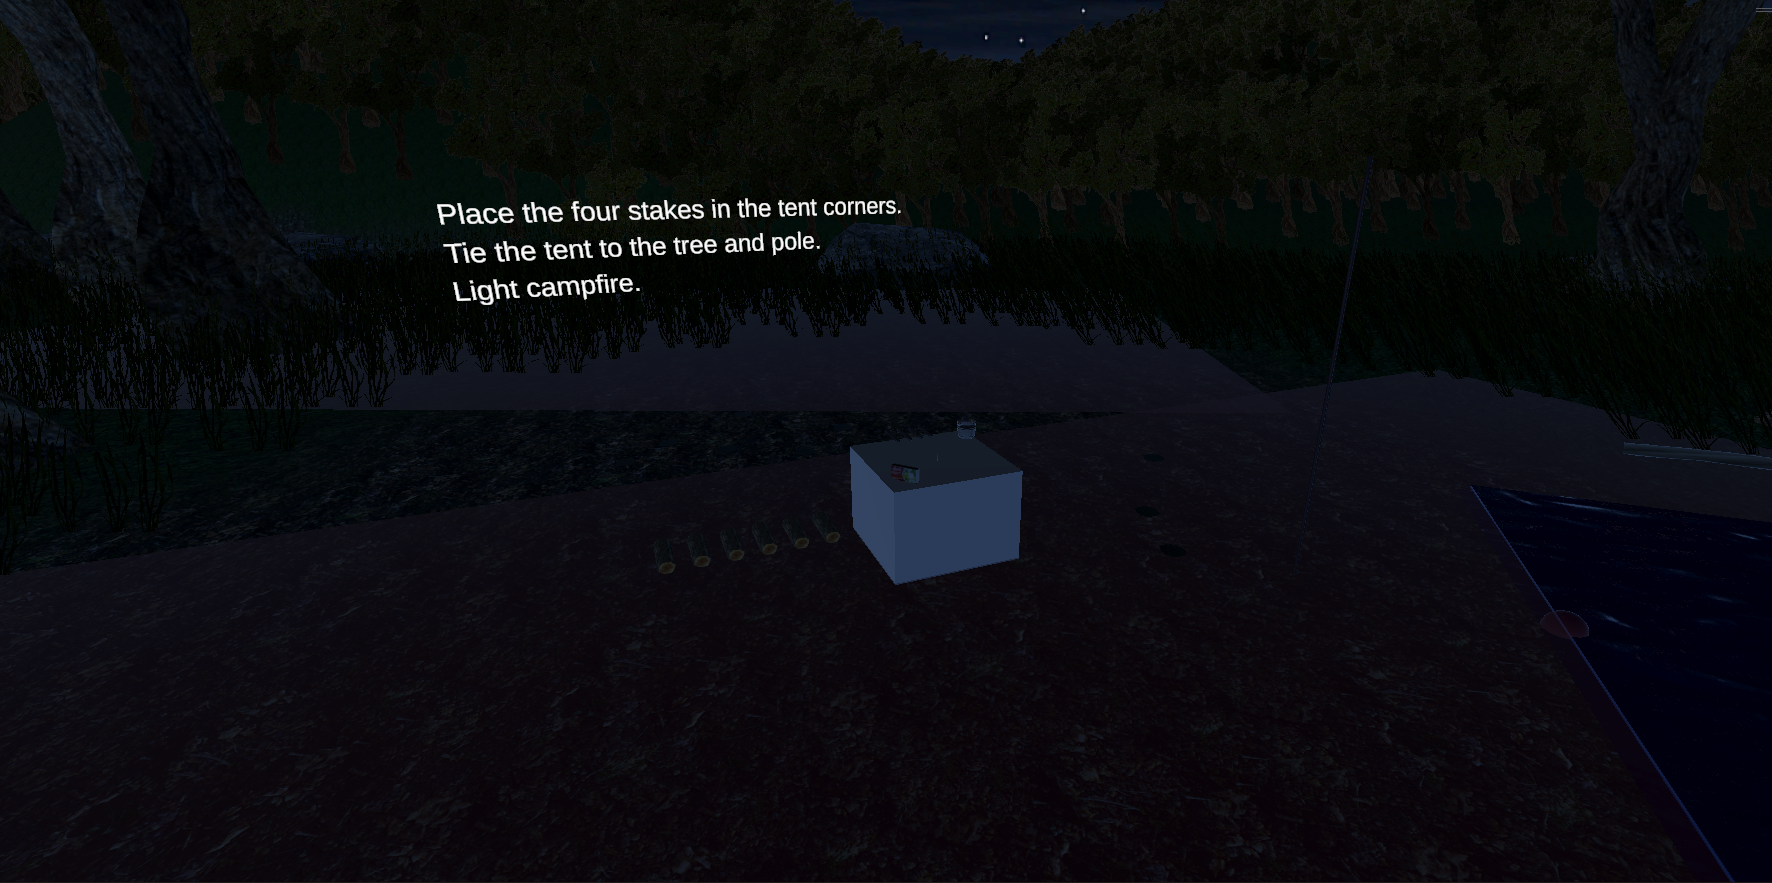 Place the four stakes in the tent corners.
Tie the tent to the tree and pole.
Light campfire.